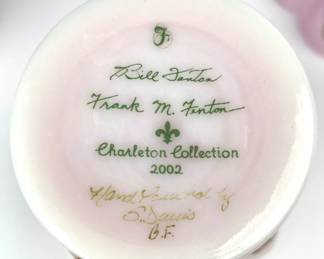 F
Bill Fenton
Frank M. Fenton
Charleton Collection
2002
Hand Painted by
S. Davis
B.F.